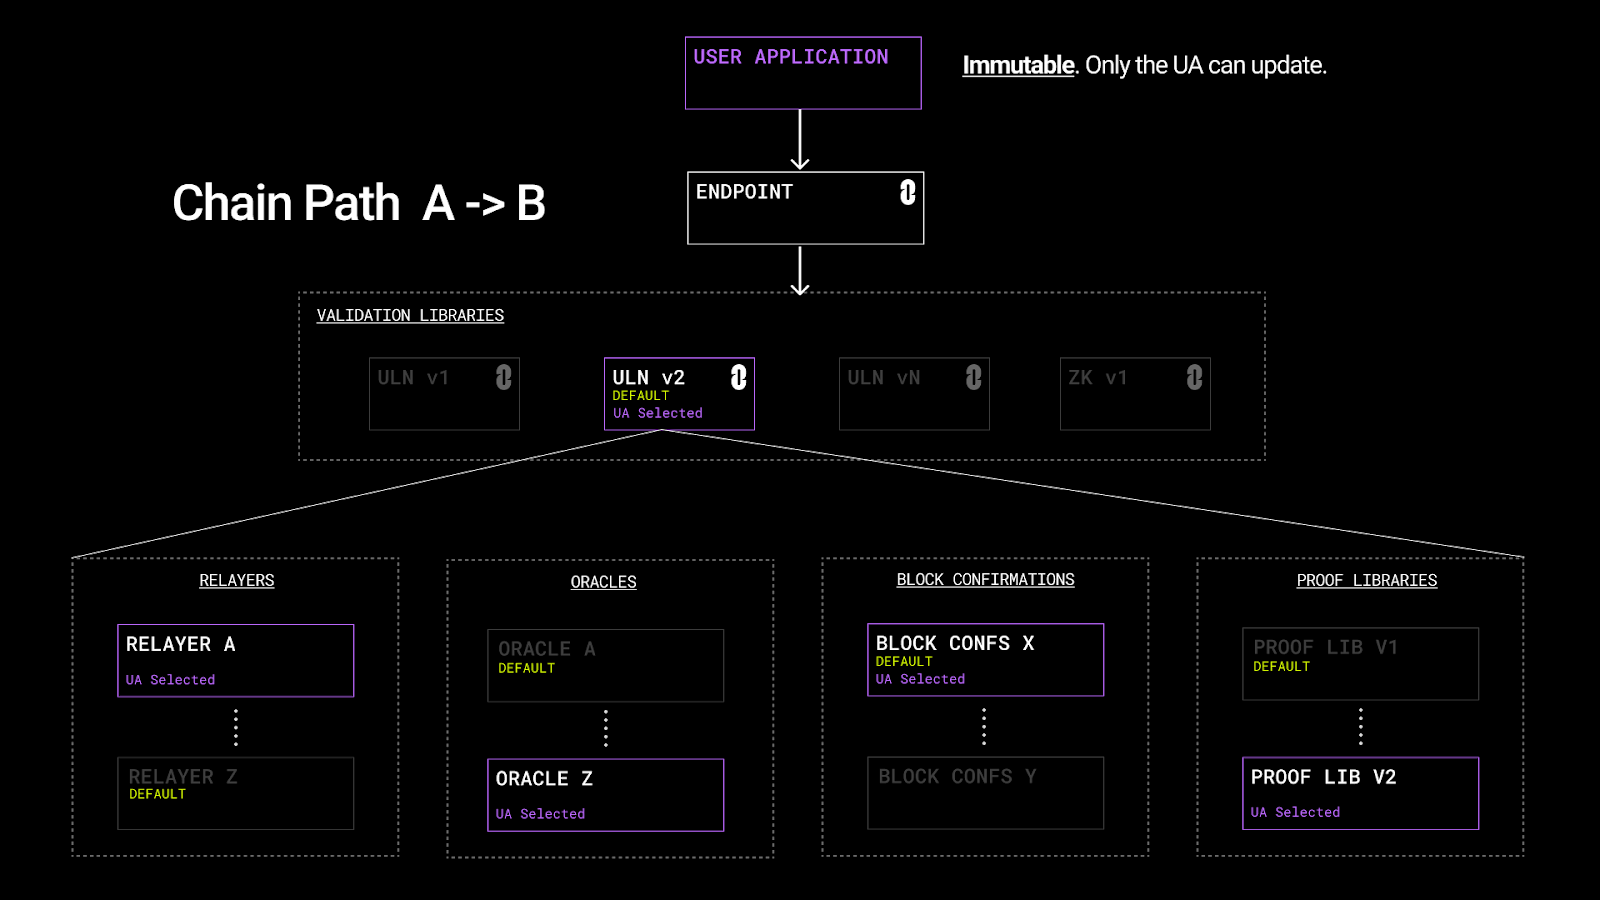 USER APPLICATION
Immutable. Only the UA can update.
Chain Path A -> B
ENDPOINT
VALIDATION LIBRARIES
ULN v1
ULN v2
DEFAULT
UA Selected
ULN vN
ZK v1
RELAYERS
RELAYER A
UA Selected
RELAYER Z
DEFAULT
ORACLES
ORACLE A
DEFAULT
ORACLE Z
UA Selected
BLOCK CONFIRMATIONS
BLOCK CONFS X
DEFAULT
UA Selected
BLOCK CONFS Y
PROOF LIBRARIES
PROOF LIB V1
DEFAULT
PROOF LIB V2
UA Selected